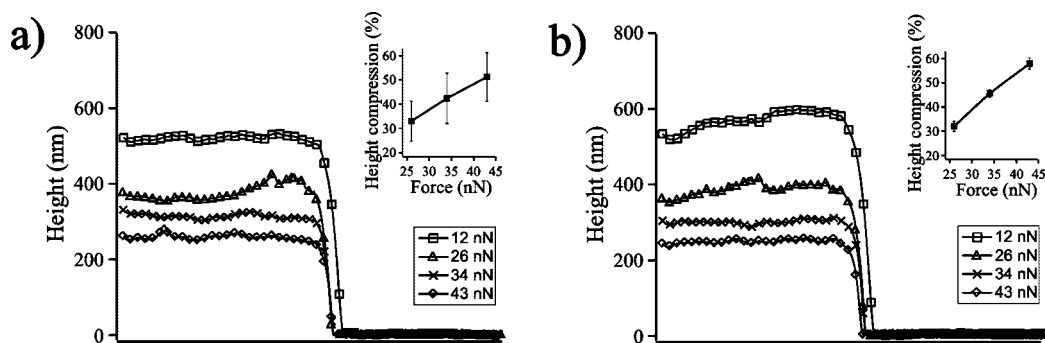 a)
Height (nm)
800
600
400
200
0
Height compression (%)
60
50
40
30
20
25 30 35 40 45
Force (nN)
12 nN
26 nN
34 nN
43 nN
b)
Height (nm)
800
600
400
200
0
Height compression (%)
60
50
40
30
20
25 30 35 40 45
Force (nN)
12 nN
26 nN
34 nN
43 nN